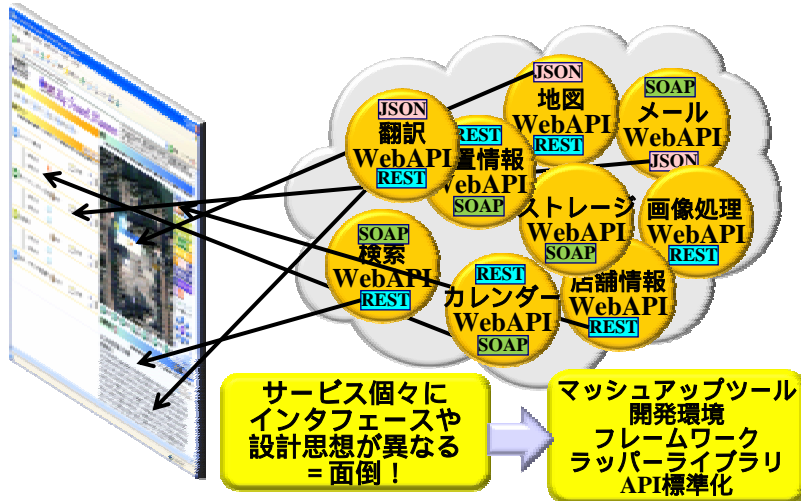 JSON
翻訳
WebAPI
REST
REST
置情報
WebAPI
SOAP
JSON
地図
WebAPI
REST
SOAP
メール
WebAPI
JSON
ストレージ
WebAPI
SOAP
画像処理
WebAPI
REST
SOAP
検索
WebAPI
REST
REST
カレンダー
WebAPI
SOAP
店舗情報
WebAPI
REST
サービス個々に
インタフェースや
設計思想が異なる
＝面倒！
マッシュアップツール
開発環境
フレームワーク
ラッパーライブラリ
API標準化